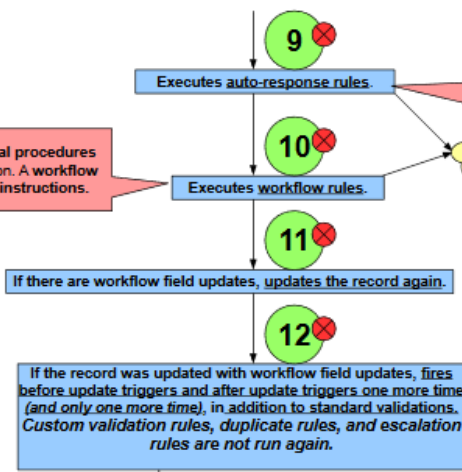 9
Executes auto-response rules.
10
al procedures
on. A workflow
instructions.
Executes workflow rules.
11
If there are workflow field updates, updates the record again.
12
If the record was updated with workflow field updates, fires
before update triggers and after update triggers one more time
(and only one more time), in addition to standard validations.
Custom validation rules, duplicate rules, and escalation
rules are not run again.